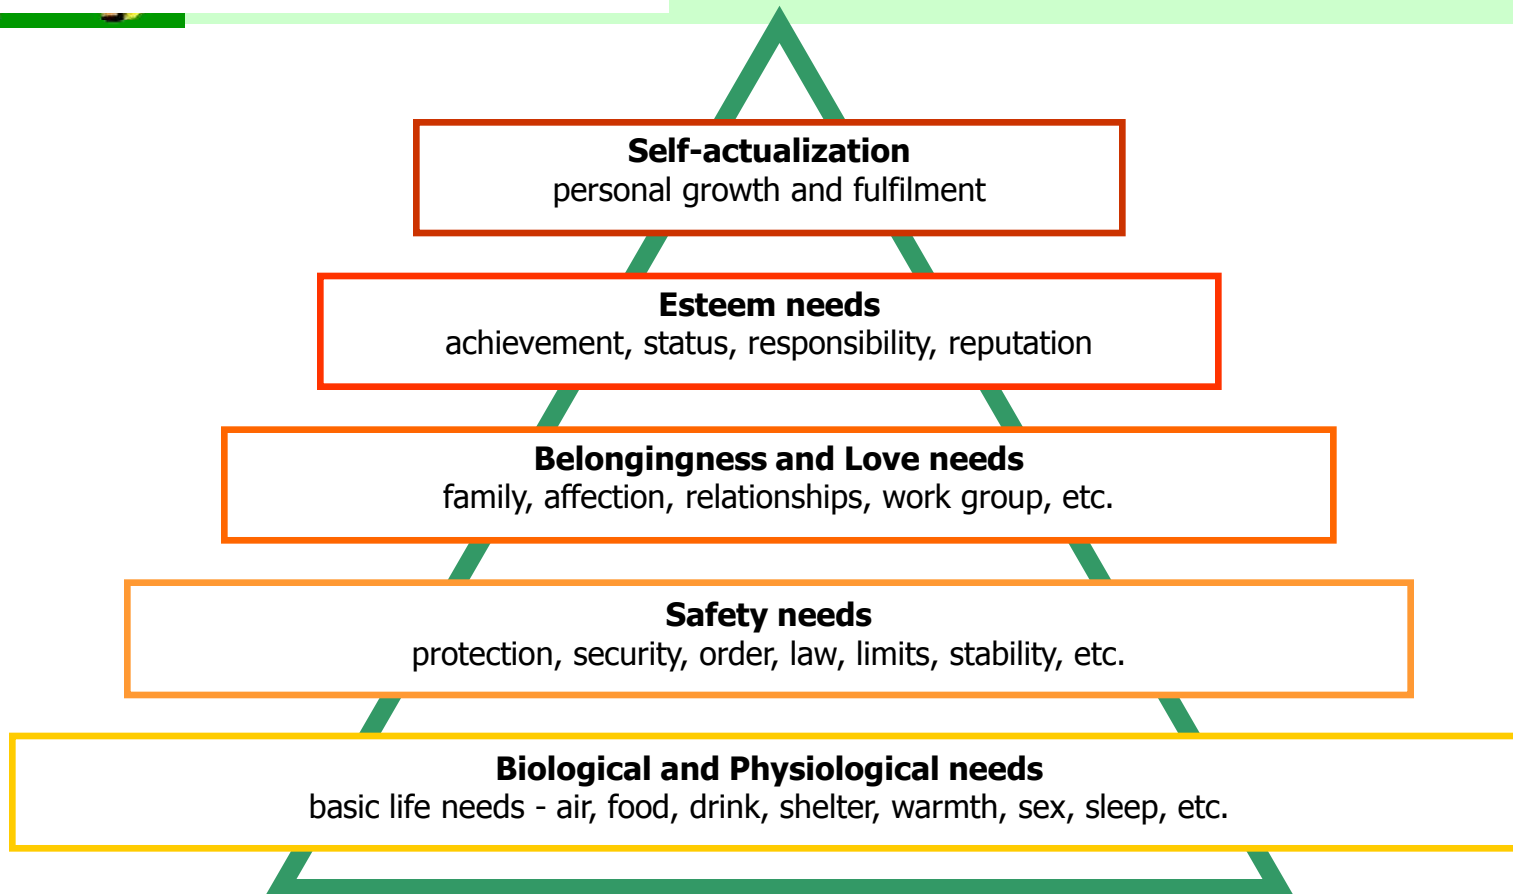 Self-actualization
personal growth and fulfilment
Esteem needs
achievement, status, responsibility, reputation
Belongingness and Love needs
family, affection, relationships, work group, etc.
Safety needs
protection, security, order, law, limits, stability, etc.
Biological and Physiological needs
basic life needs - air, food, drink, shelter, warmth, sex, sleep, etc.